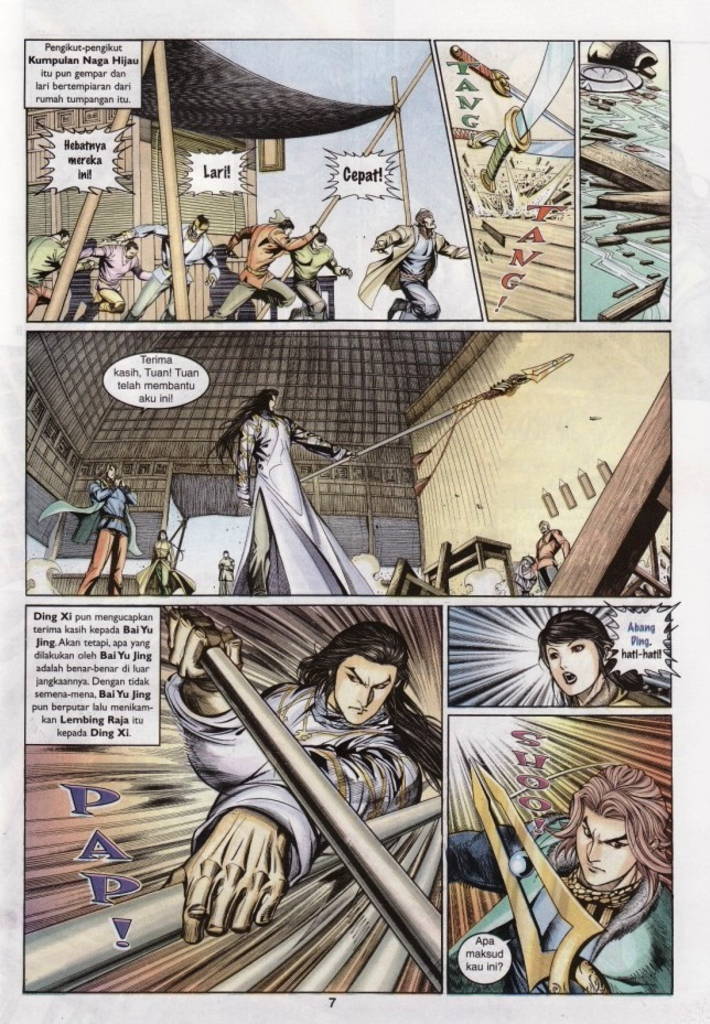 Pengikut-pengikut
Kumpulan Naga Hijau
itu pun gempar dan
lari bertempiaran dari
rumah tumpangan itu.
Hebatnya
mereka
ini!
Lari!
Cepat!
TANG
TANG!
Terima
kasih, Tuan! Tuan
telah membantu
aku ini!
Ding Xi pun mengucapkan
terima kasih kepada Bai Yu
Jing. Akan tetapi, apa yang
dilakukan oleh Bai Yu Jing
adalah benar-benar di luar
jangkaannya. Dengan tidak
semena-mena, Bai Yu Jing
pun berputar lalu menikam-
kan Lembing Raja itu
kepada Ding Xi.
PAP!
Abang
Ding,
hati-hati!
SHOO!
Apa
maksud
kau ini?
7